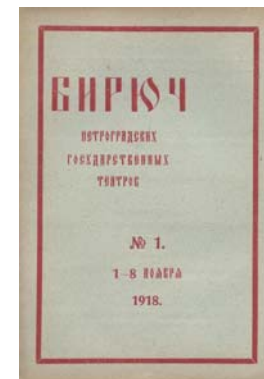 БИРЮЧ
ПЕТРОГРАДСКИХ
ГОСУДАРСТВЕННЫХ
ТЕАТРОВ
№ 1.
1–8 НОЯБРЯ
1918.